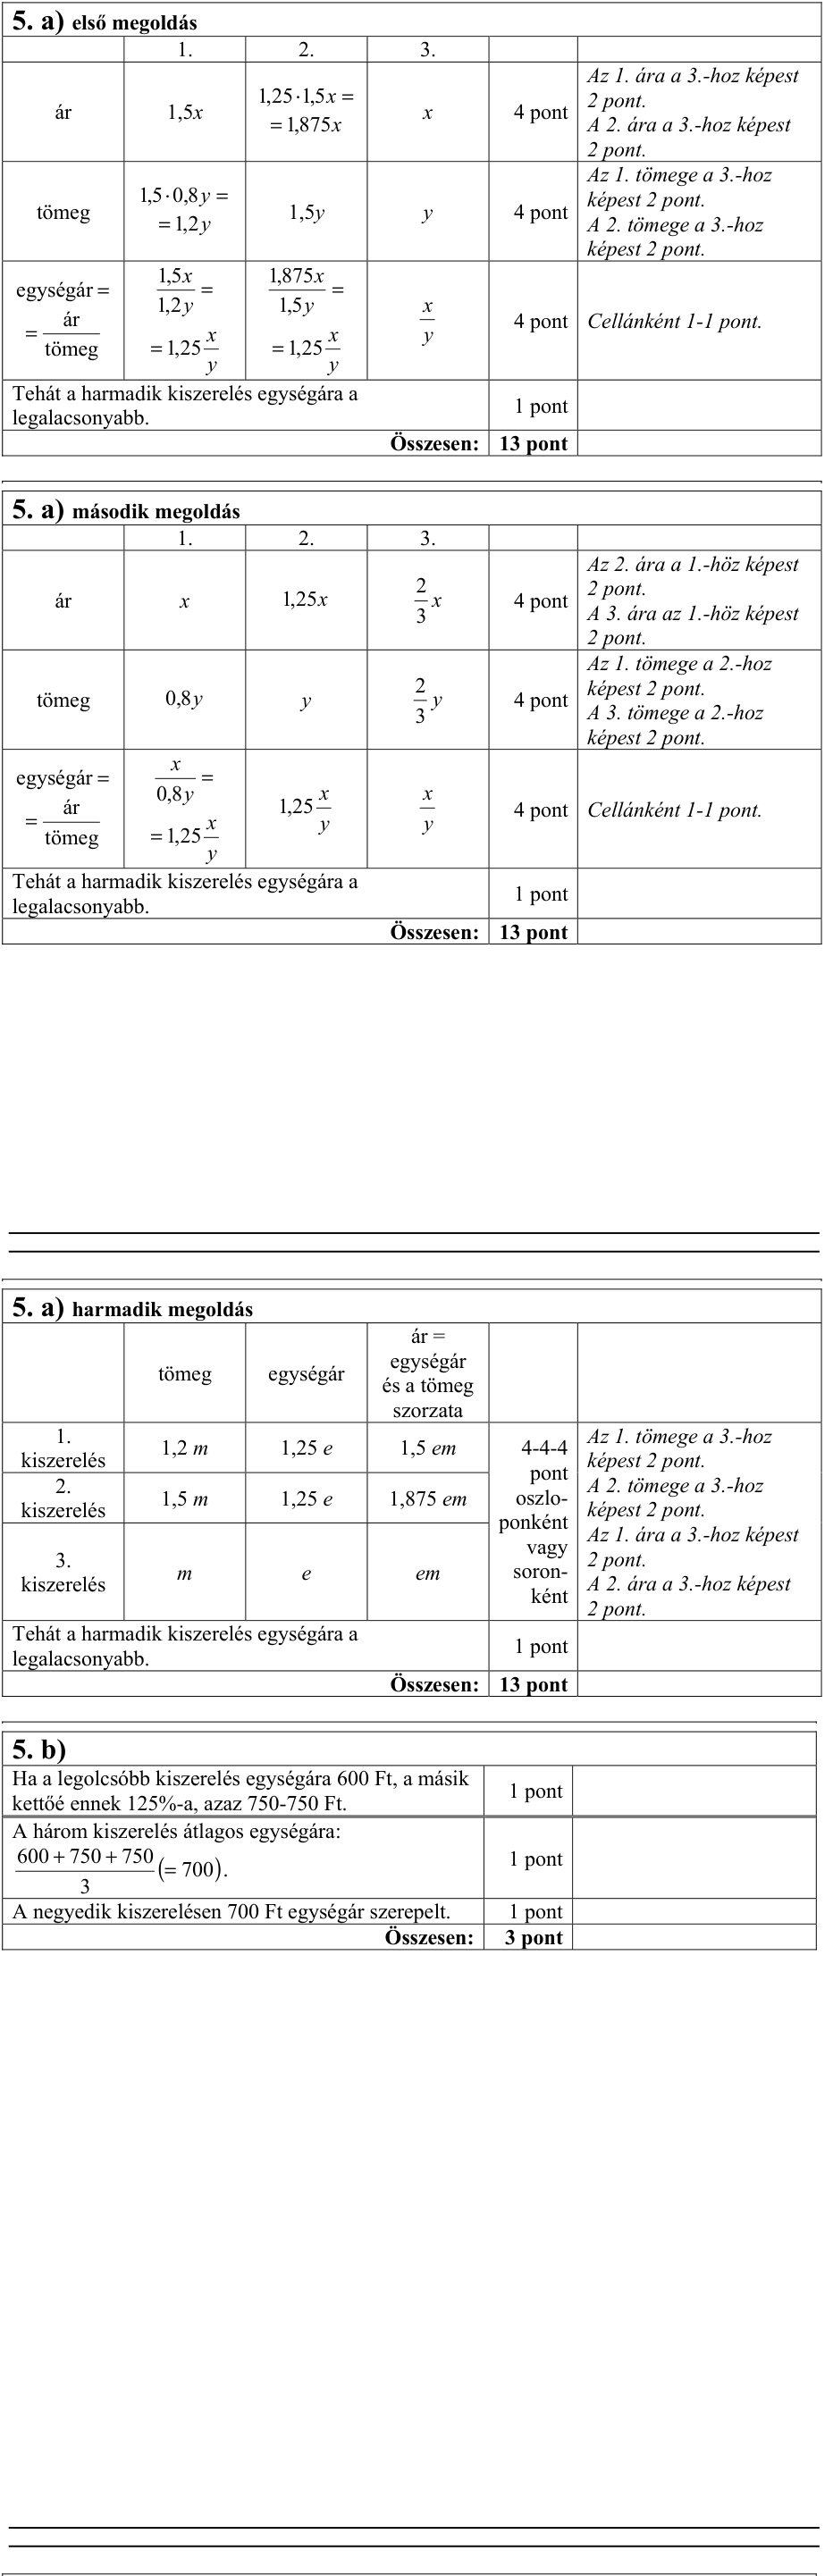 5. a) első megoldás
1. 2. 3.
ár 1,5x 1,25·1,5x = = 1,875x x 4 pont Az 1. ára a 3.-hoz képest
2 pont.
A 2. ára a 3.-hoz képest
2 pont.
tömeg 1,5·0,8y = = 1,2y 1,5y y 4 pont Az 1. tömege a 3.-hoz
képest 2 pont.
A 2. tömege a 3.-hoz
képest 2 pont.
egységár = = ár/tömeg 1,5x/1,2y = = 1,25 x/y 1,875x/1,5y = = 1,25 x/y x/y 4 pont Cellánként 1-1 pont.
Tehát a harmadik kiszerelés egységára a
legalacsonyabb. 1 pont
Összesen: 13 pont
5. a) második megoldás
1. 2. 3.
ár x 1,25x 2/3 x 4 pont Az 2. ára a 1.-höz képest
2 pont.
A 3. ára az 1.-höz képest
2 pont.
tömeg 0,8y y 2/3 y 4 pont Az 1. tömege a 2.-hoz
képest 2 pont.
A 3. tömege a 2.-hoz
képest 2 pont.
egységár = = ár/tömeg x/0,8y = = 1,25 x/y 1,25 x/y x/y 4 pont Cellánként 1-1 pont.
Tehát a harmadik kiszerelés egységára a
legalacsonyabb. 1 pont
Összesen: 13 pont
5. a) harmadik megoldás
tömeg egységár ár =
egységár
és a tömeg
szorzata
1.
kiszerelés 1,2 m 1,25 e 1,5 em
2.
kiszerelés 1,5 m 1,25 e 1,875 em
3.
kiszerelés m e em
4-4-4
pont
oszlo-
ponként
vagy
soron-
ként
Az 1. tömege a 3.-hoz
képest 2 pont.
A 2. tömege a 3.-hoz
képest 2 pont.
Az 1. ára a 3.-hoz képest
2 pont.
A 2. ára a 3.-hoz képest
2 pont.
Tehát a harmadik kiszerelés egységára a
legalacsonyabb. 1 pont
Összesen: 13 pont
5. b)
Ha a legolcsóbb kiszerelés egységára 600 Ft, a másik
kettőé ennek 125%-a, azaz 750-750 Ft. 1 pont
A három kiszerelés átlagos egységára:
(600 + 750 + 750)/3 (= 700). 1 pont
A negyedik kiszerelésen 700 Ft egységár szerepelt. 1 pont
Összesen: 3 pont